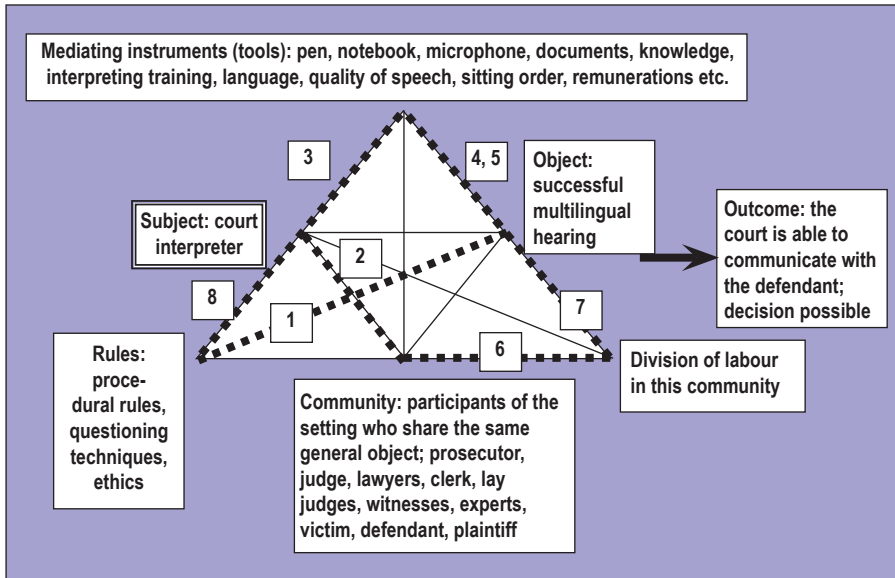 Mediating instruments (tools): pen, notebook, microphone, documents, knowledge,
interpreting training, language, quality of speech, sitting order, remunerations etc.
3
4, 5
Object:
successful
multilingual
hearing
Subject: court
interpreter
Outcome: the
court is able to
communicate with
the defendant;
decision possible
2
8
1
7
6
Rules:
proce-
dural rules,
questioning
techniques,
ethics
Division of labour
in this community
Community: participants of the
setting who share the same
general object; prosecutor,
judge, lawyers, clerk, lay
judges, witnesses, experts,
victim, defendant, plaintiff